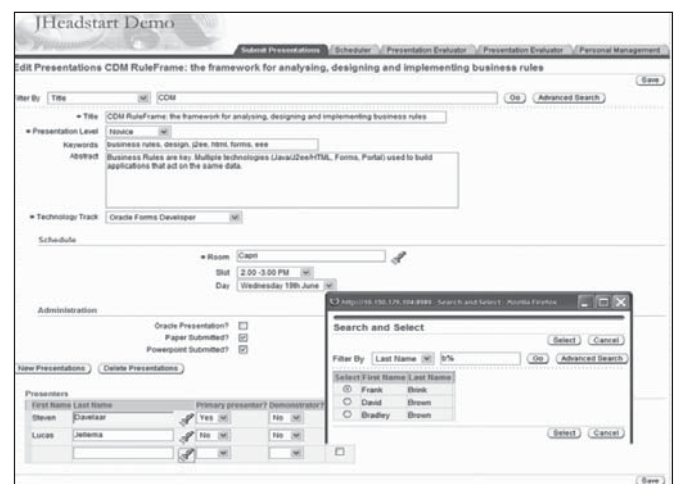 JHeadstart Demo
Submit Presentations Scheduler Presentation Evaluator Presentation Evaluator Personal Management
Edit Presentations CDM RuleFrame: the framework for analysing, designing and implementing business rules
Save
Filter By Title CDM Go Advanced Search
Title CDM RuleFrame: the framework for analysing, designing and implementing business rules
Presentation Level Novice
Keywords business rules, design, j2ee, html, forms, eee
Abstract Business Rules are key. Multiple technologies (Java/J2ee/HTML, Forms, Portal) used to build
applications that act on the same data.
Technology Track Oracle Forms Developer
Schedule
Room Capri
Slot 2.00 -3.00 PM
Day Wednesday 18th June
Administration
Oracle Presentation?
Paper Submitted?
Powerpoint Submitted?
New Presentations Delete Presentations
Presenters
First Name Last Name Primary presenter? Demonstrator?
Steven Davelaar Yes No
Lucas Jellema No No
Search and Select - Mozilla Firefox
Search and Select
Select Cancel
Filter By Last Name b% Go Advanced Search
Select First Name Last Name
Frank Brink
David Brown
Bradley Brown
Select Cancel
Save